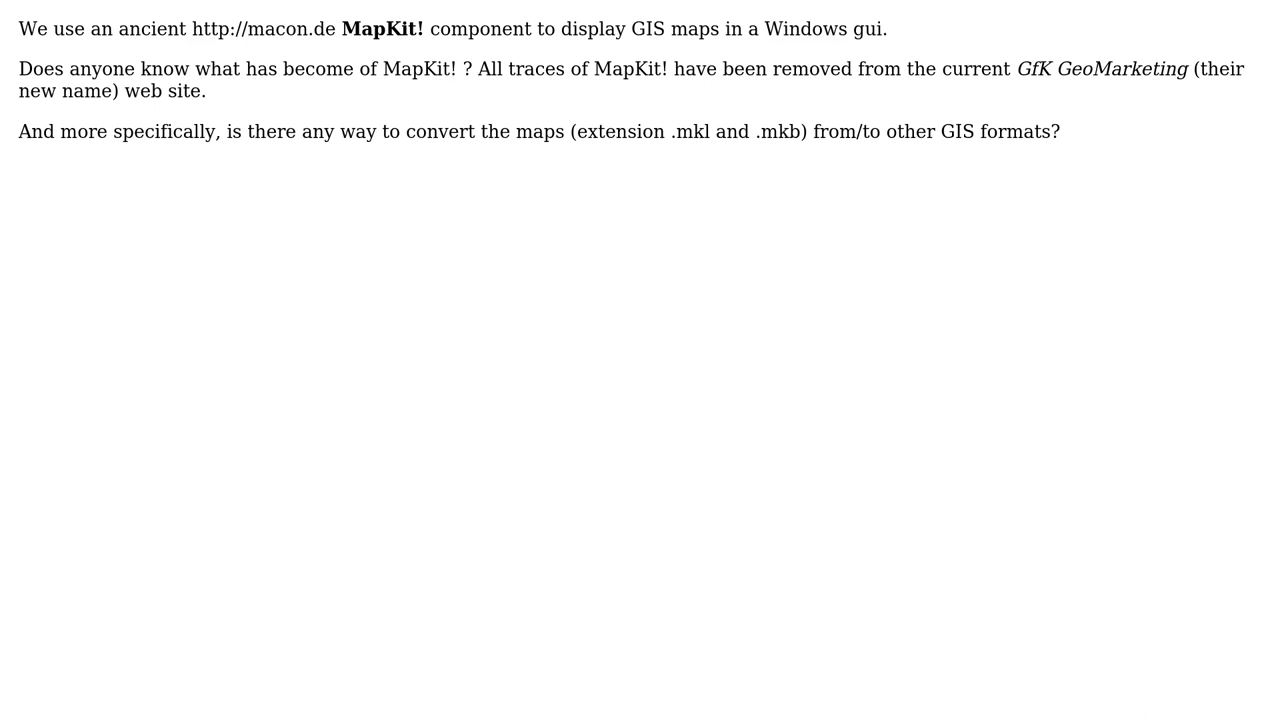 We use an ancient http://macon.de MapKit! component to display GIS maps in a Windows gui.
Does anyone know what has become of MapKit! ? All traces of MapKit! have been removed from the current GfK GeoMarketing (their
new name) web site.
And more specifically, is there any way to convert the maps (extension .mkl and .mkb) from/to other GIS formats?